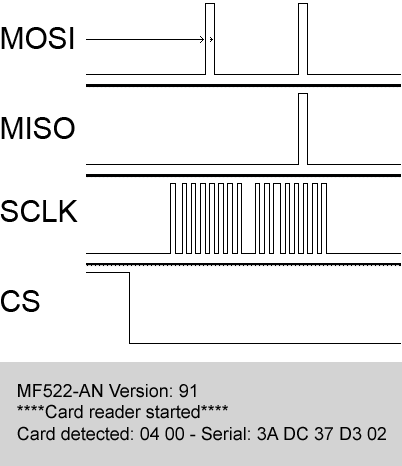 MOSI
MISO
SCLK
CS
MF522-AN Version: 91
****Card reader started****
Card detected: 04 00 - Serial: 3A DC 37 D3 02